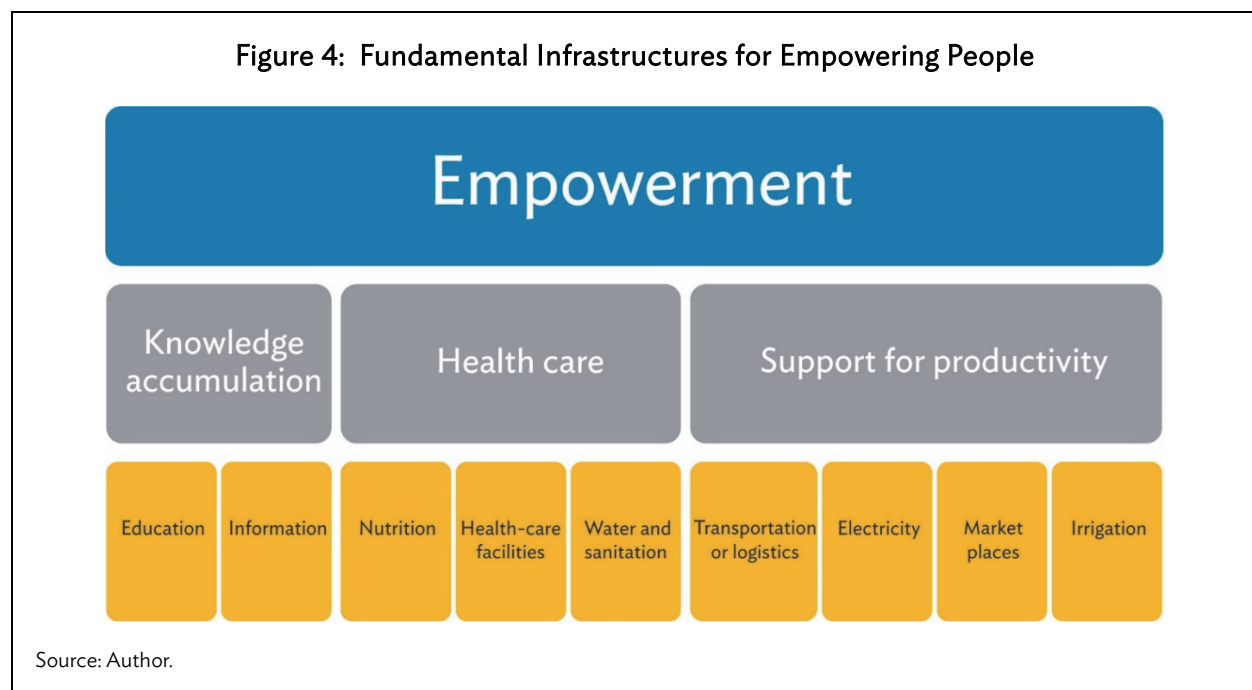 Figure 4:  Fundamental Infrastructures for Empowering People
Empowerment
Knowledge
accumulation
Health care
Support for productivity
Education
Information
Nutrition
Health-care
facilities
Water and
sanitation
Transportation
or logistics
Electricity
Market
places
Irrigation
Source: Author.